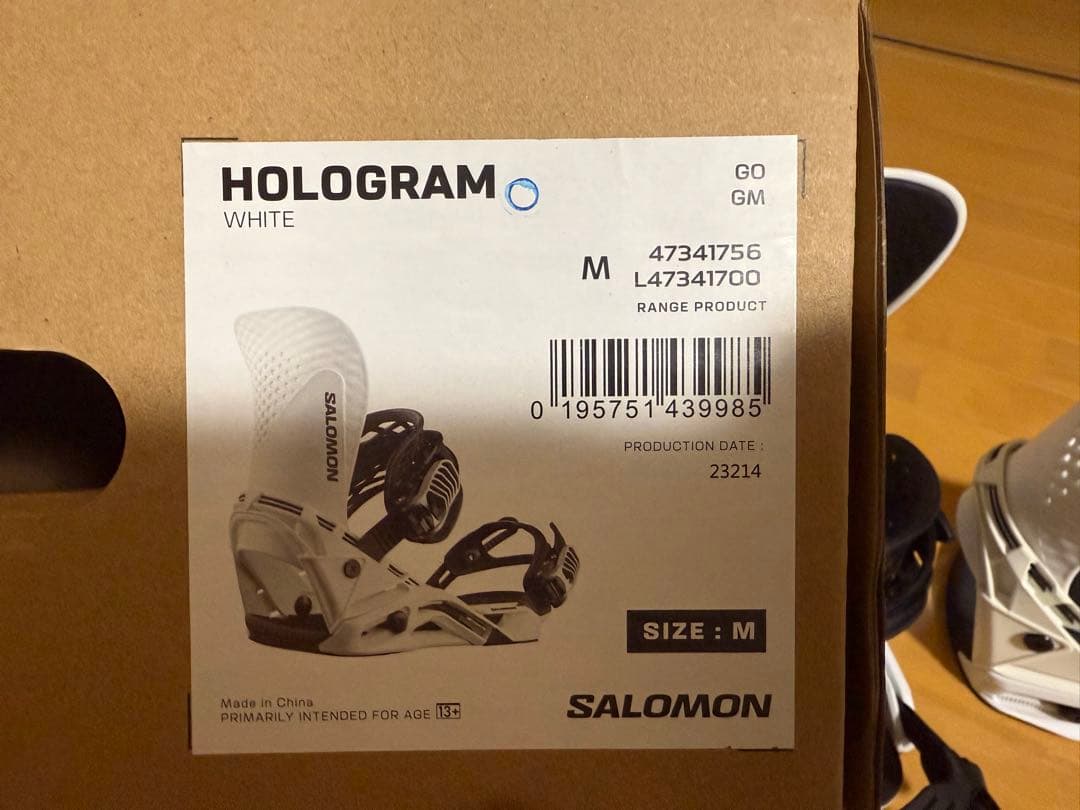 HOLOGRAM
WHITE
GO
GM
M
47341756
L47341700
RANGE PRODUCT
0 195751 439985
PRODUCTION DATE :
23214
SALOMON
SIZE : M
Made in China
PRIMARILY INTENDED FOR AGE 13+
SALOMON